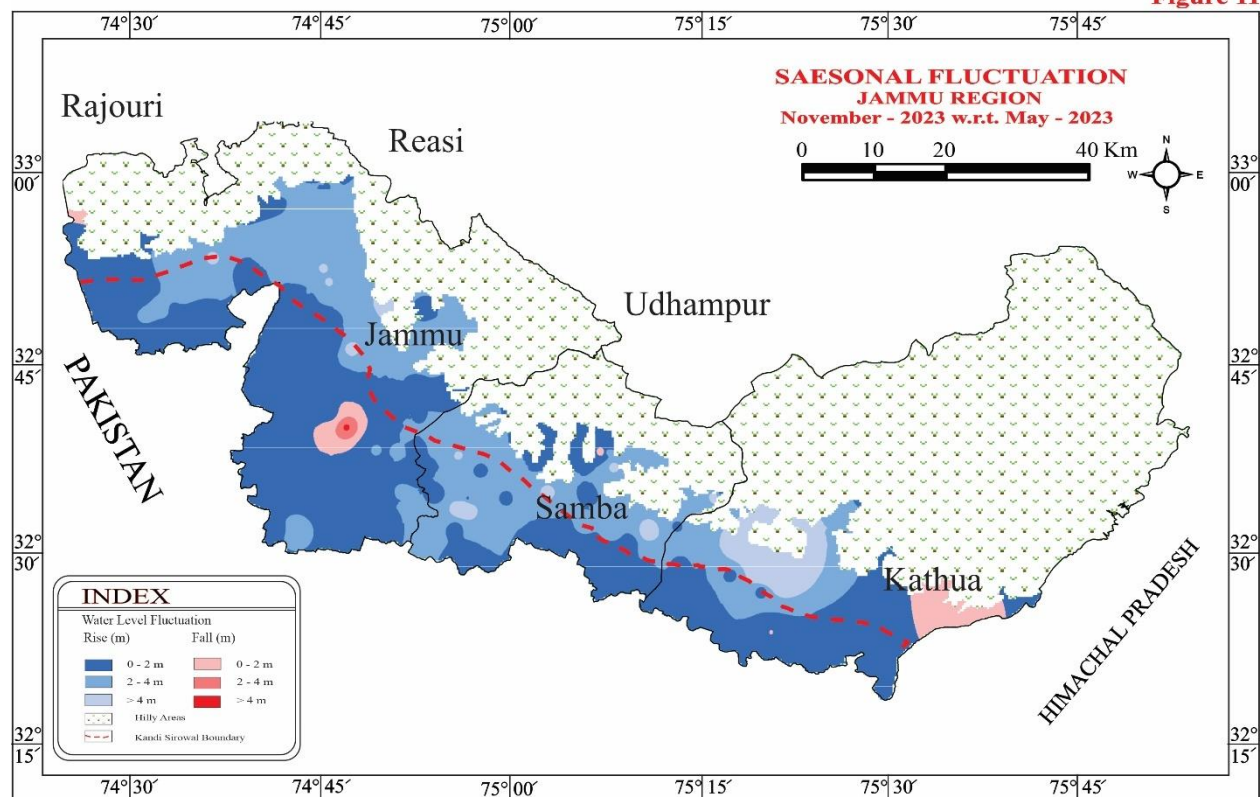 Figure 11
74° 30´ 74° 45´ 75° 00´ 75° 15´ 75° 30´ 75° 45´
SAESONAL FLUCTUATION
JAMMU REGION
November - 2023 w.r.t. May - 2023
0 10 20 40 Km
N
W E
S
Rajouri
Reasi
33° 00´
33° 00´
Udhampur
Jammu
32° 45´
32° 45´
PAKISTAN
Samba
32° 30´
32° 30´
Kathua
HIMACHAL PRADESH
INDEX
Water Level Fluctuation
Rise (m) Fall (m)
0 - 2 m 0 - 2 m
2 - 4 m 2 - 4 m
> 4 m > 4 m
Hilly Areas
Kandi Sirowal Boundary
32° 15´
32° 15´
74° 30´ 74° 45´ 75° 00´ 75° 15´ 75° 30´ 75° 45´